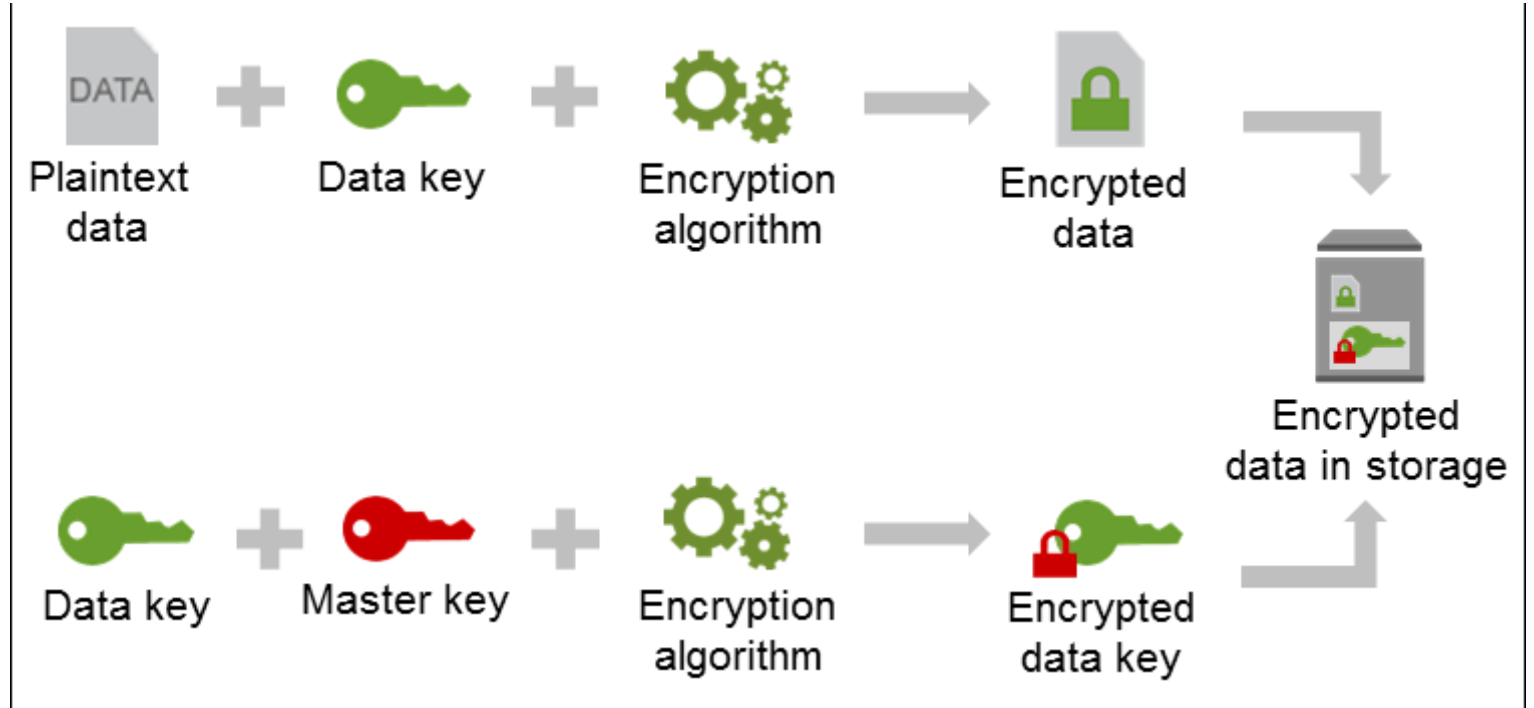 DATA
Plaintext
data
Data key
Encryption
algorithm
Encrypted
data
Encrypted
data in storage
Data key
Master key
Encryption
algorithm
Encrypted
data key